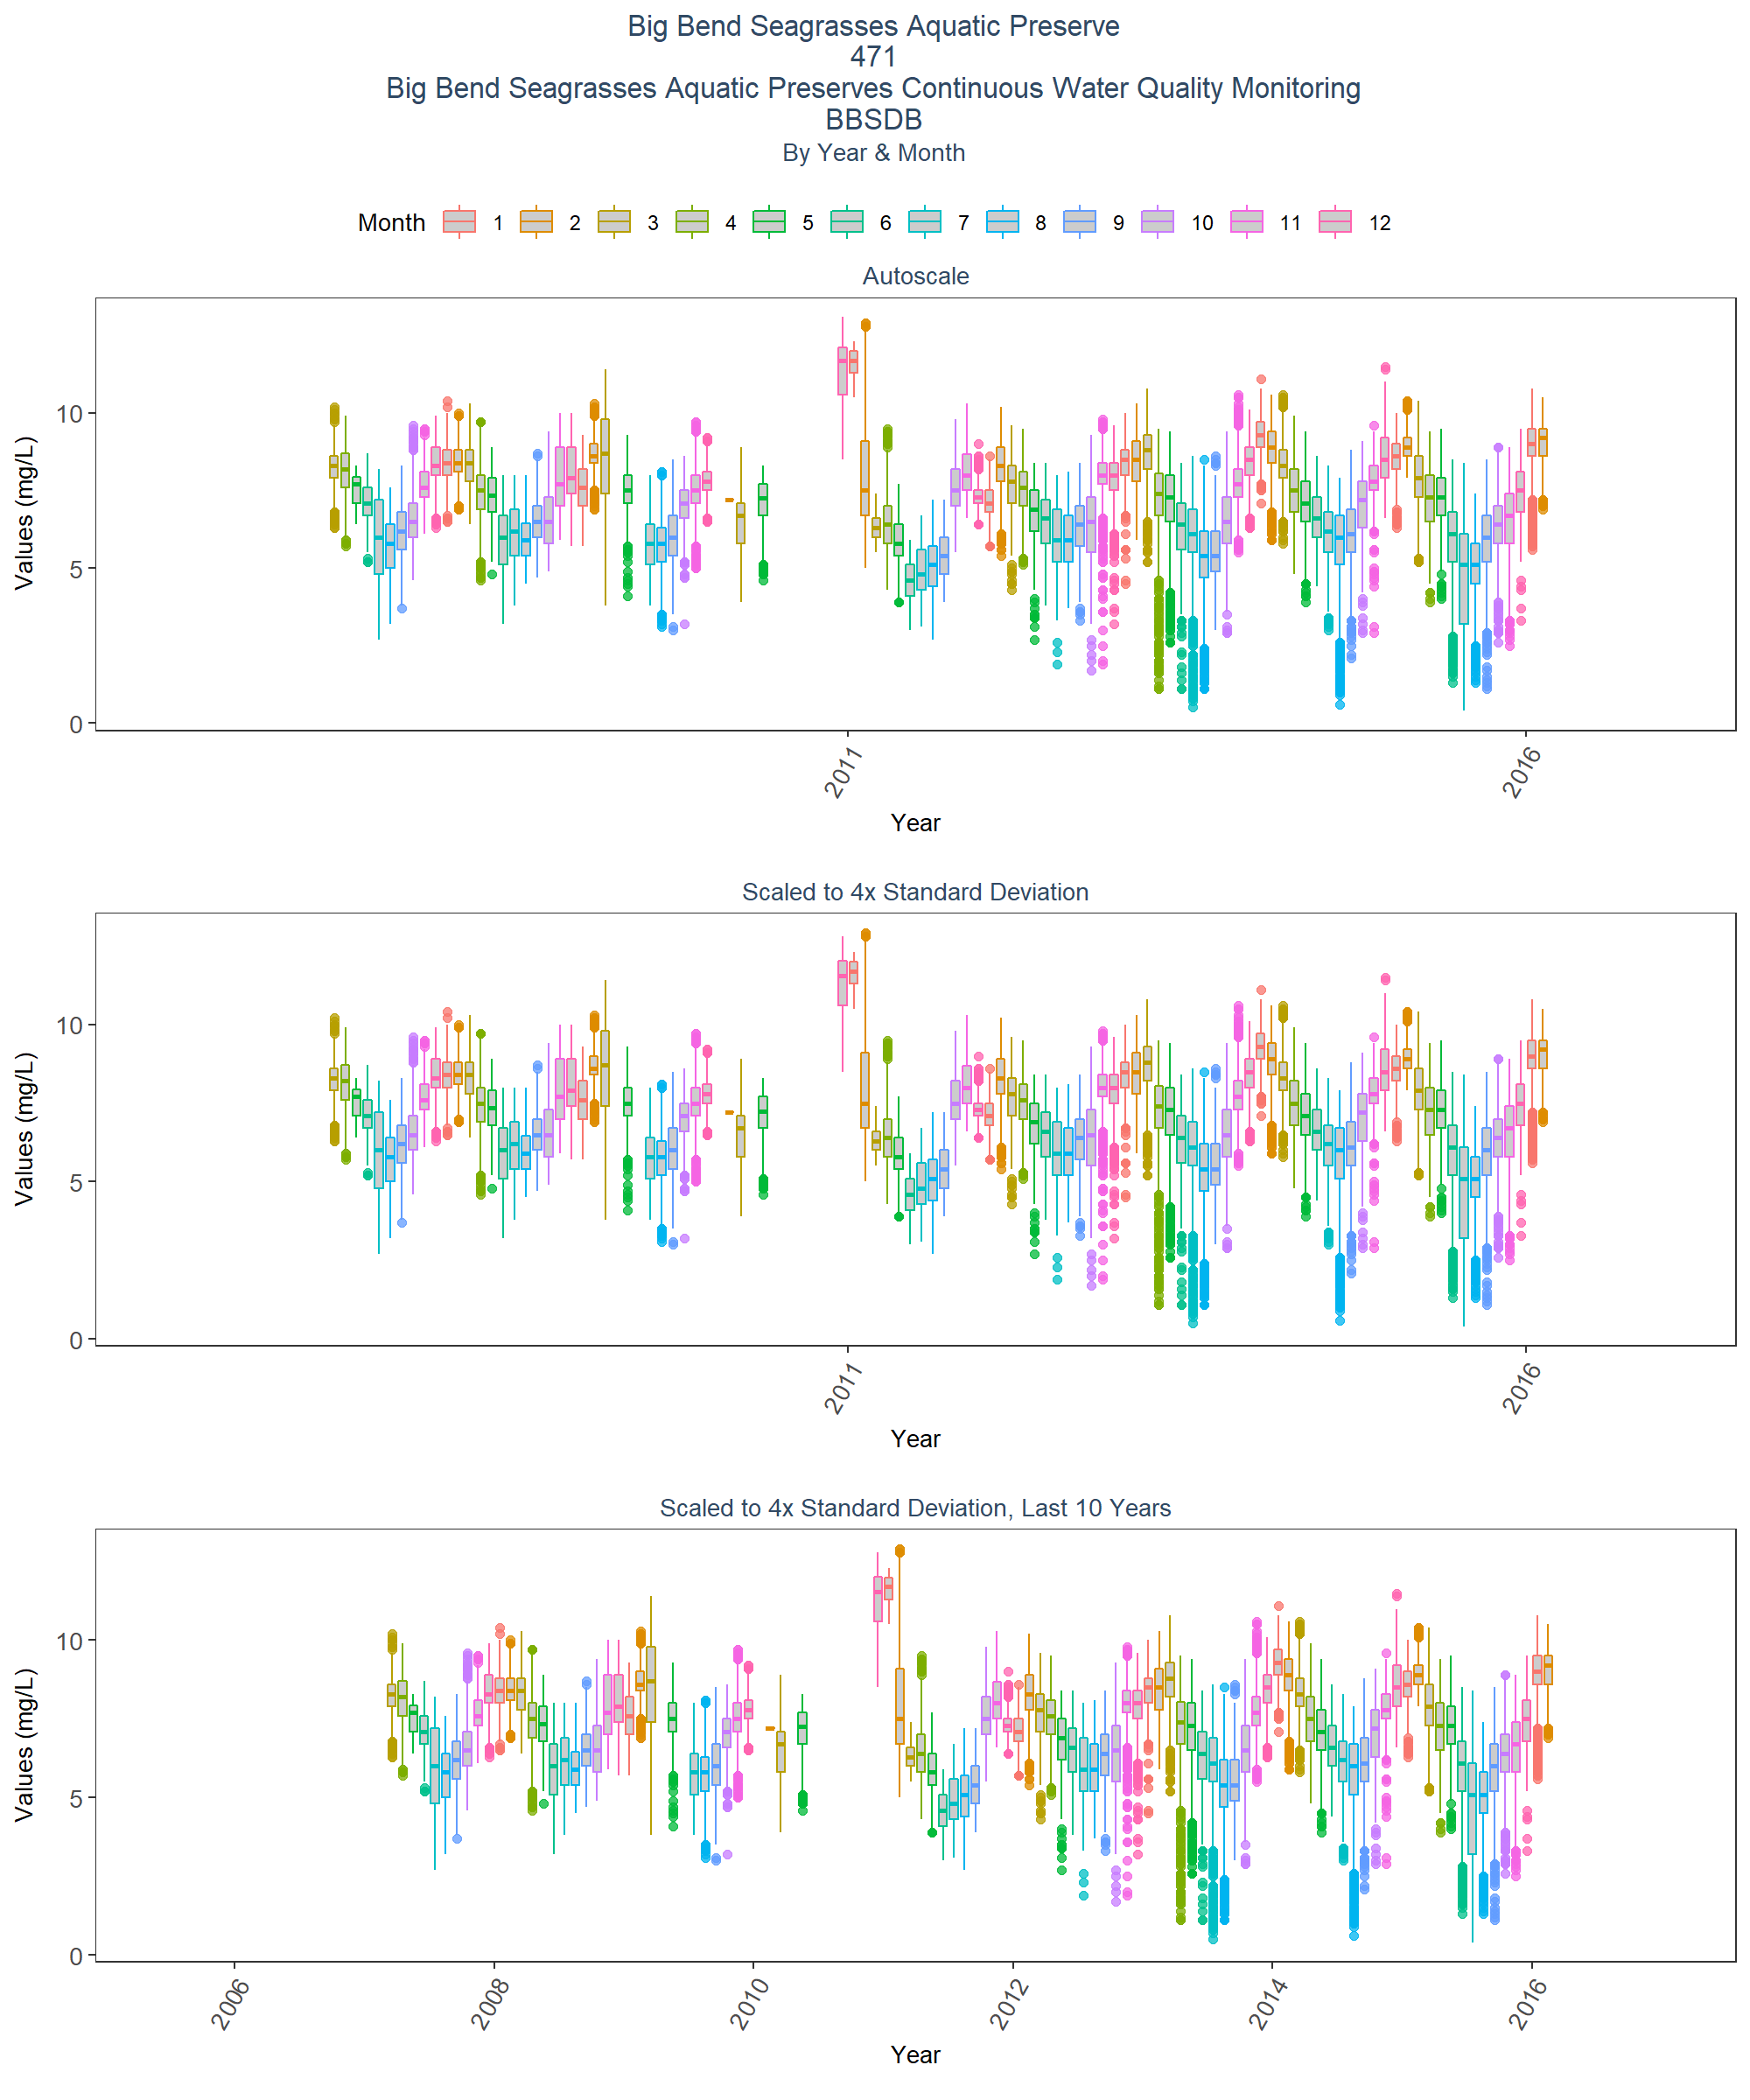 Big Bend Seagrasses Aquatic Preserve
471
Big Bend Seagrasses Aquatic Preserves Continuous Water Quality Monitoring
BBSDB
By Year & Month
Month 1 2 3 4 5 6 7 8 9 10 11 12
Autoscale
Values (mg/L)
10
5
0
2011 2016
Year
Scaled to 4x Standard Deviation
Values (mg/L)
10
5
0
2011 2016
Year
Scaled to 4x Standard Deviation, Last 10 Years
Values (mg/L)
10
5
0
2006 2008 2010 2012 2014 2016
Year